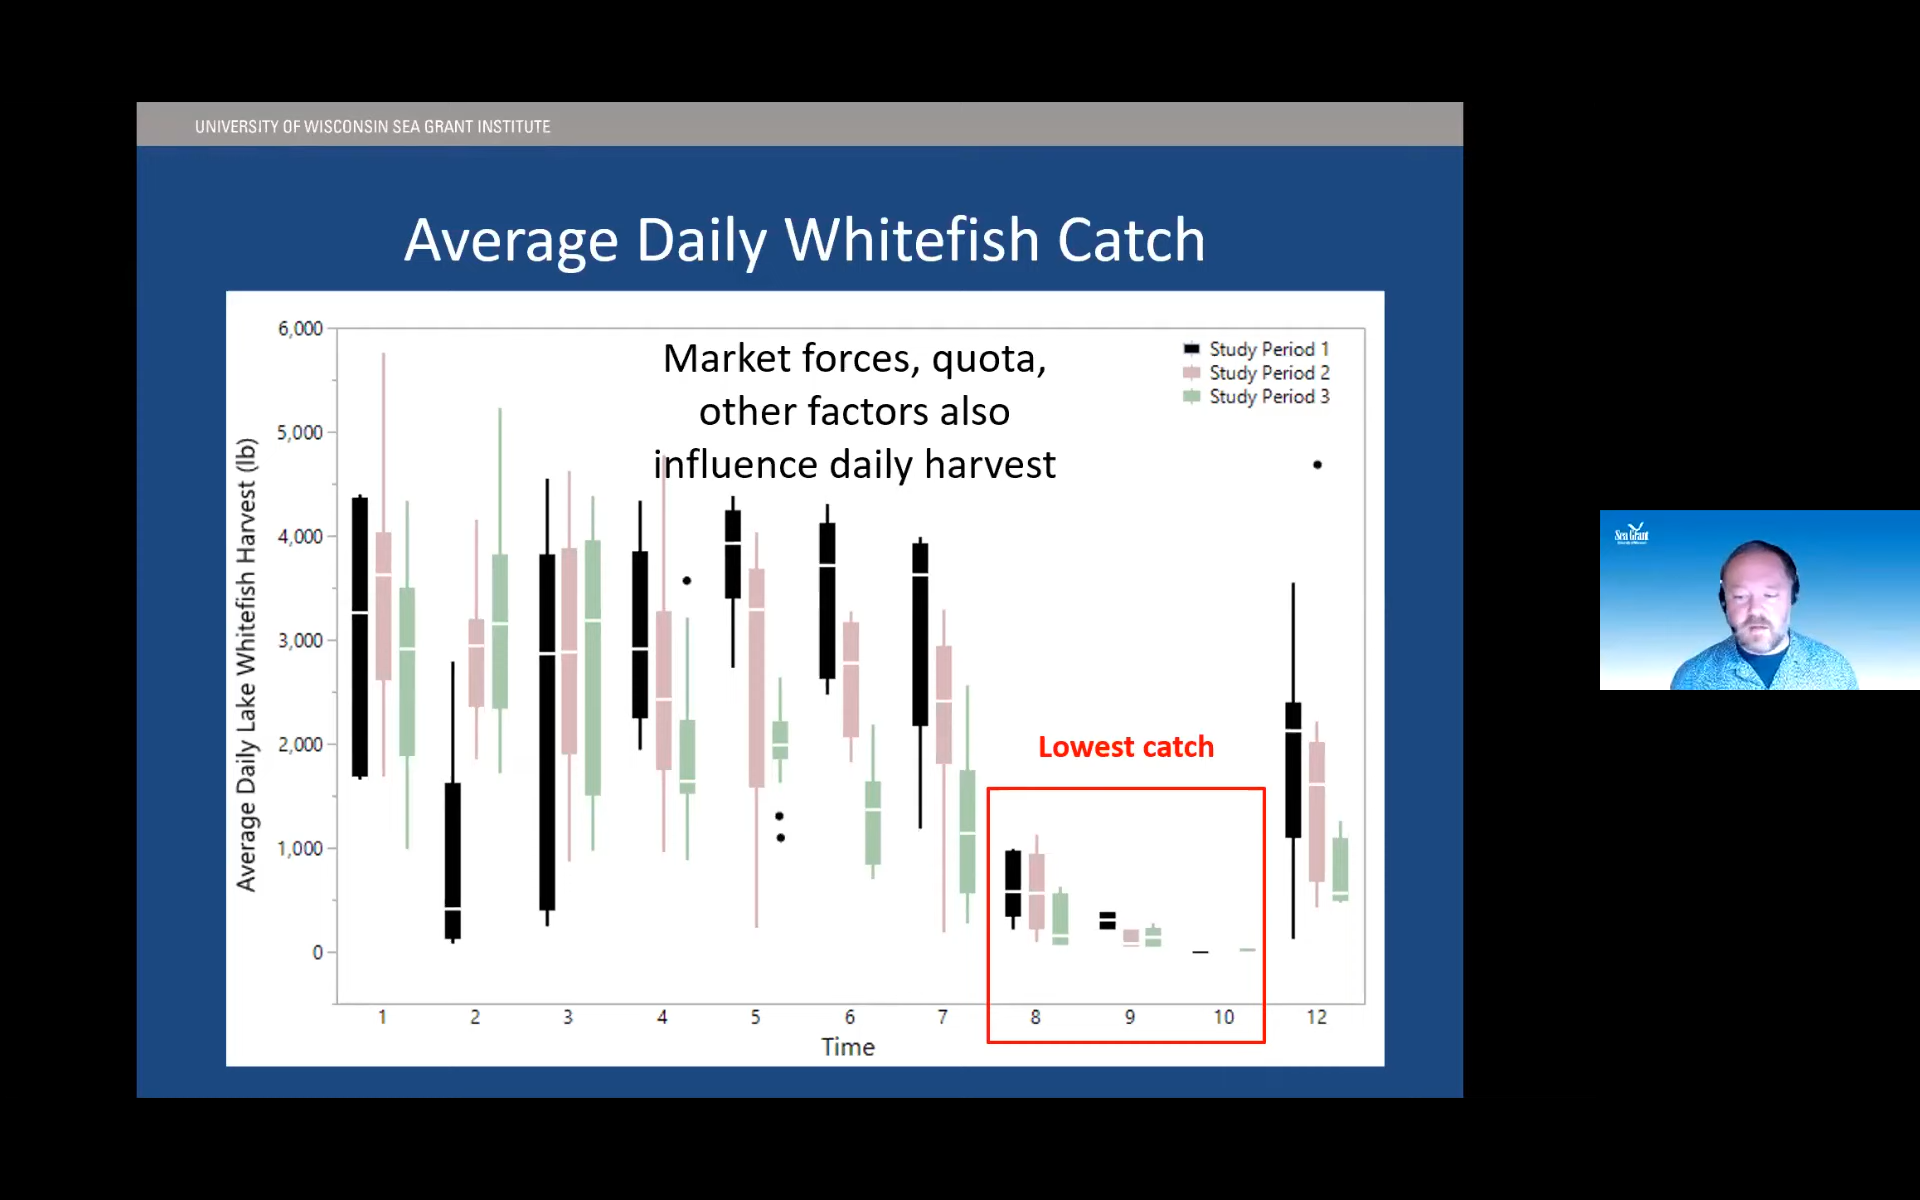 UNIVERSITY OF WISCONSIN SEA GRANT INSTITUTE
Average Daily Whitefish Catch
Market forces, quota,
other factors also
influence daily harvest
Study Period 1
Study Period 2
Study Period 3
Average Daily Lake Whitefish Harvest (lb)
6,000
5,000
4,000
3,000
2,000
1,000
0
Lowest catch
1 2 3 4 5 6 7 8 9 10 12
Time
Sea Grant